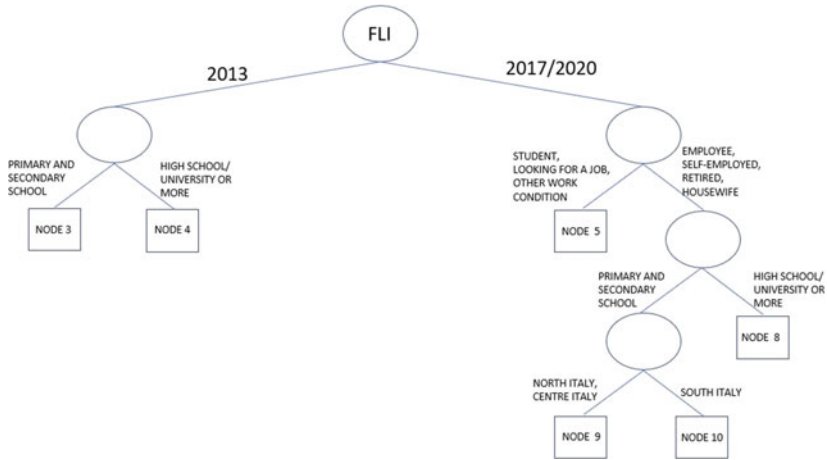 FLI
2013
2017/2020
PRIMARY AND
SECONDARY
SCHOOL
HIGH SCHOOL/
UNIVERSITY OR
MORE
STUDENT,
LOOKING FOR A JOB,
OTHER WORK
CONDITION
EMPLOYEE,
SELF-EMPLOYED,
RETIRED,
HOUSEWIFE
NODE 3
NODE 4
NODE 5
PRIMARY AND
SECONDARY
SCHOOL
HIGH SCHOOL/
UNIVERSITY OR
MORE
NODE 8
NORTH ITALY,
CENTRE ITALY
SOUTH ITALY
NODE 9
NODE 10